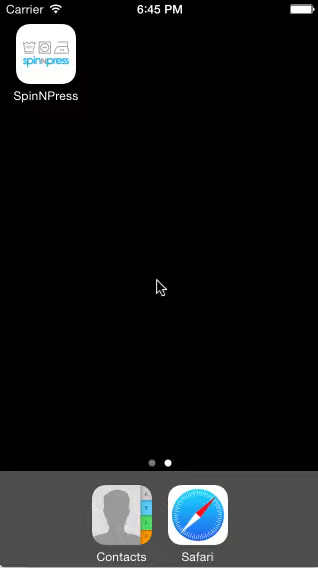 Carrier
6:45 PM
spinNpress
SpinNPress
A
Contacts
Safari